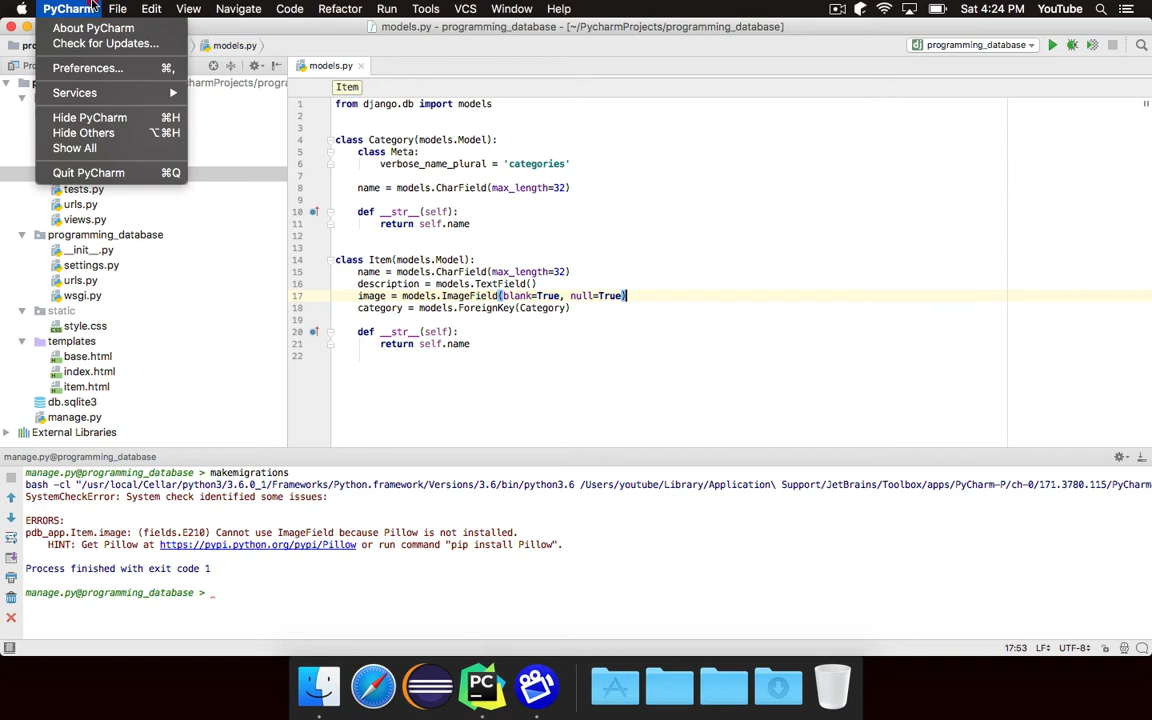 PyCharm File Edit View Navigate Code Refactor Run Tools VCS Window Help Sat 4:24 PM YouTube
models.py - programming_database - [~/PycharmProjects/programming_database]
About PyCharm
Check for Updates...
Preferences... ⌘,
Services
Hide PyCharm ⌘H
Hide Others ⌥⌘H
Show All
Quit PyCharm ⌘Q
models.py
programming_database
models.py
charmProjects/progra
tests.py
urls.py
views.py
programming_database
__init__.py
settings.py
urls.py
wsgi.py
static
style.css
templates
base.html
index.html
item.html
db.sqlite3
manage.py
External Libraries
Item
1 from django.db import models
2
3
4 class Category(models.Model):
5 class Meta:
6 verbose_name_plural = 'categories'
7
8 name = models.CharField(max_length=32)
9
10 def __str__(self):
11 return self.name
12
13
14 class Item(models.Model):
15 name = models.CharField(max_length=32)
16 description = models.TextField()
17 image = models.ImageField(blank=True, null=True)
18 category = models.ForeignKey(Category)
19
20 def __str__(self):
21 return self.name
22
manage.py@programming_database
manage.py@programming_database > makemigrations
bash -cl "/usr/local/Cellar/python3/3.6.0_1/Frameworks/Python.framework/Versions/3.6/bin/python3.6 /Users/youtube/Library/Application\ Support/JetBrains/Toolbox/apps/PyCharm-P/ch-0/171.3780.115/PyCharm
SystemCheckError: System check identified some issues:
ERRORS:
pdb_app.Item.image: (fields.E210) Cannot use ImageField because Pillow is not installed.
HINT: Get Pillow at https://pypi.python.org/pypi/Pillow or run command "pip install Pillow".
Process finished with exit code 1
manage.py@programming_database >
17:53 LF÷ UTF-8÷
PC